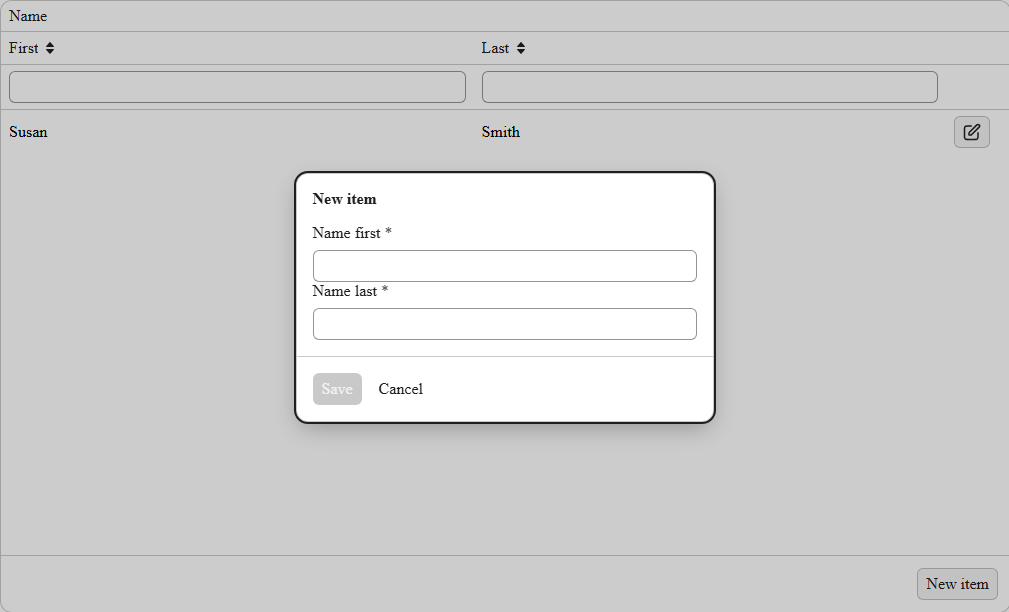 Name
First Last
Susan Smith
New item
Name first *
Name last *
Save Cancel
New item